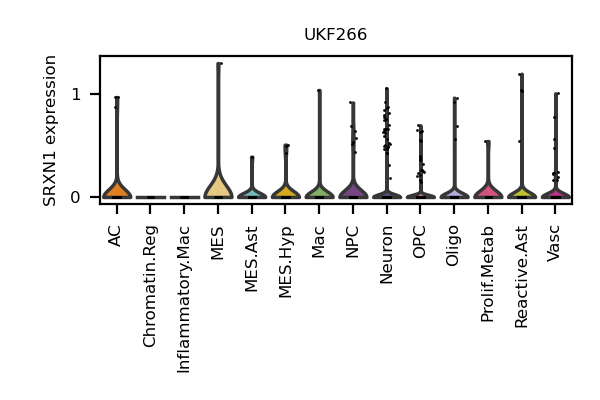 UKF266
SRXN1 expression
1
0
AC
Chromatin.Reg
Inflammatory.Mac
MES
MES.Ast
MES.Hyp
Mac
NPC
Neuron
OPC
Oligo
Prolif.Metab
Reactive.Ast
Vasc